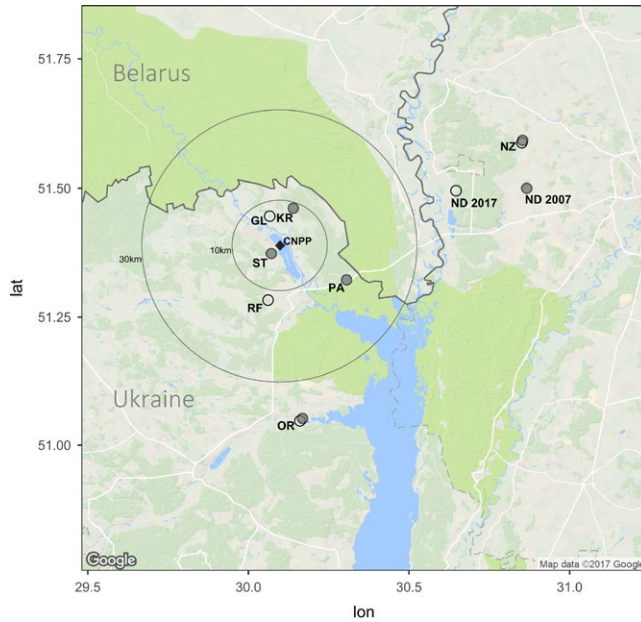 51.75
51.50
51.25
51.00
lat
Belarus
NZ
ND 2017
ND 2007
GL
KR
CNPP
10km
30km
ST
PA
RF
Ukraine
OR
Google
Map data ©2017 Google
29.5
30.0
30.5
31.0
lon